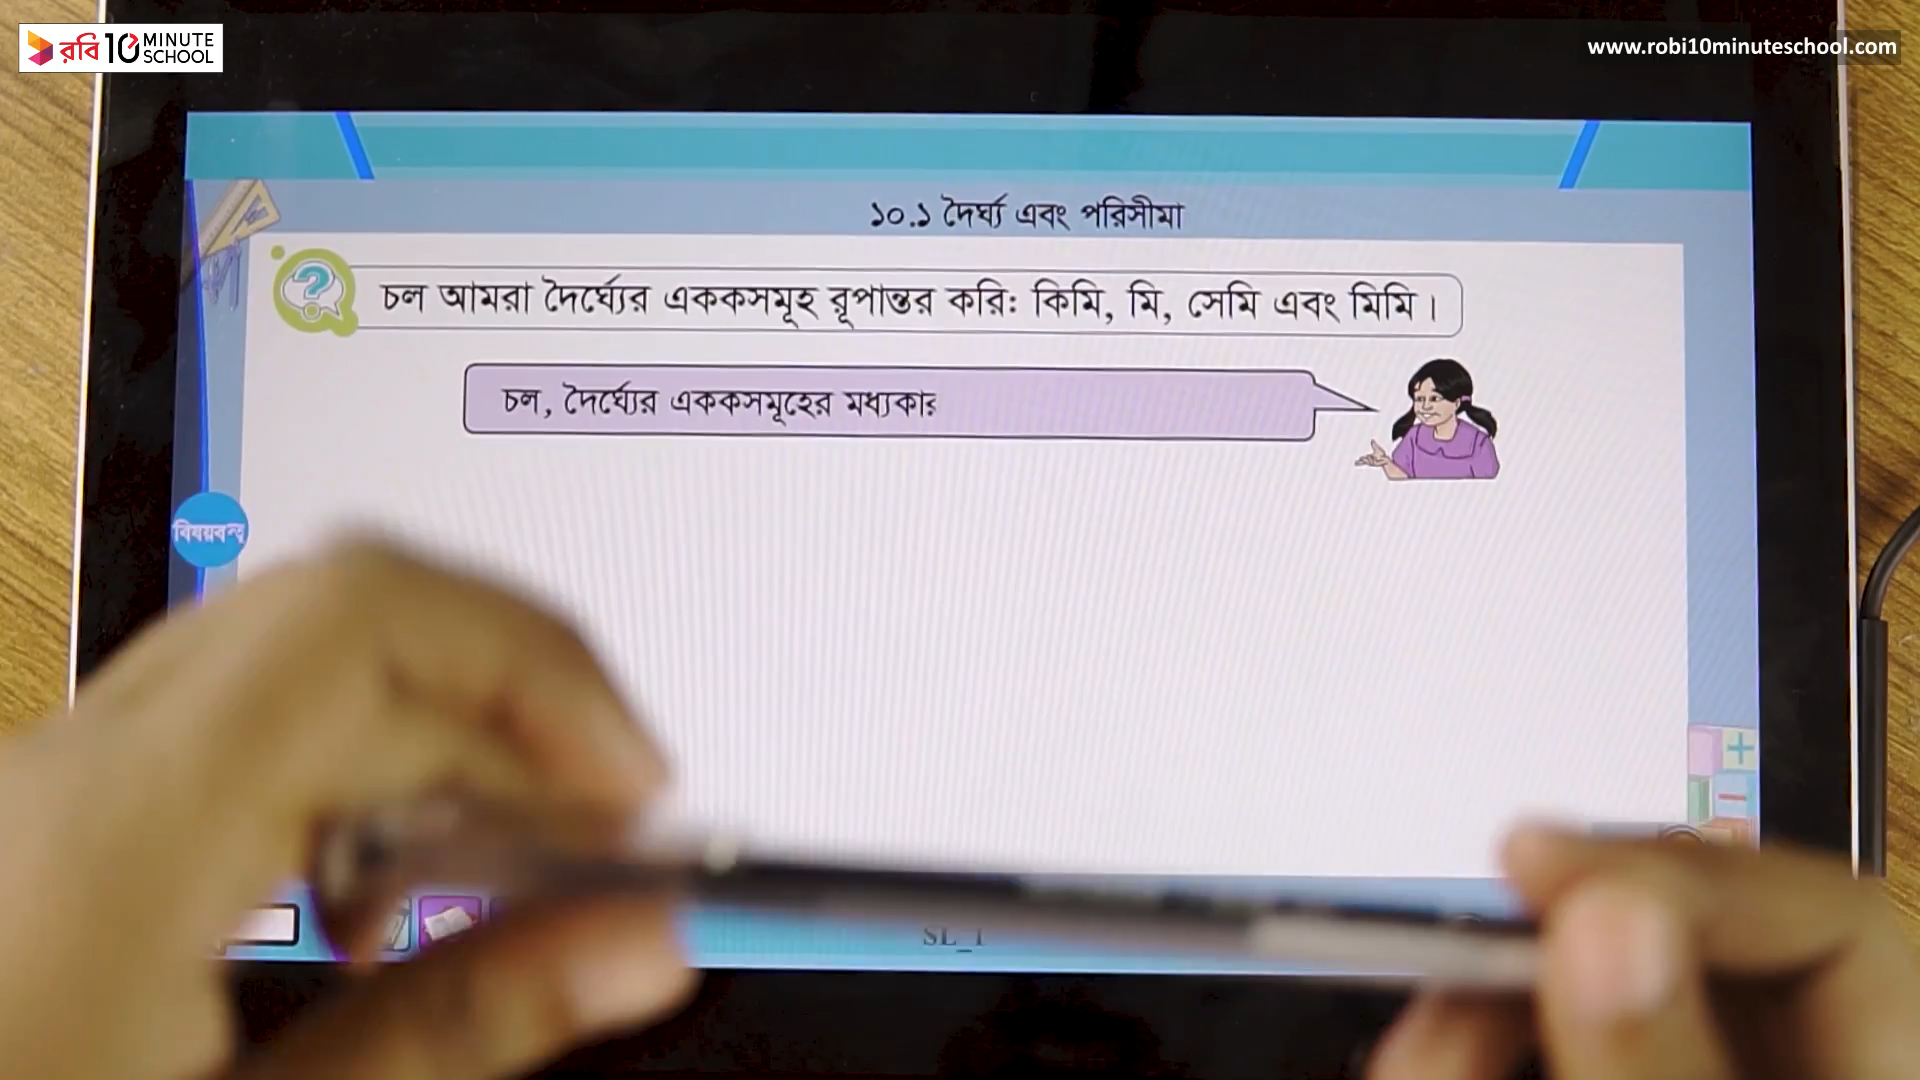 রবি 10 MINUTE SCHOOL
www.robi10minuteschool.com
১০.১ দৈর্ঘ্য এবং পরিসীমা
চল আমরা দৈর্ঘ্যের এককসমূহ রূপান্তর করি: কিমি, মি, সেমি এবং মিমি।
চল, দৈর্ঘ্যের এককসমূহের মধ্যকার
বিষয়বস্তু
SL_1